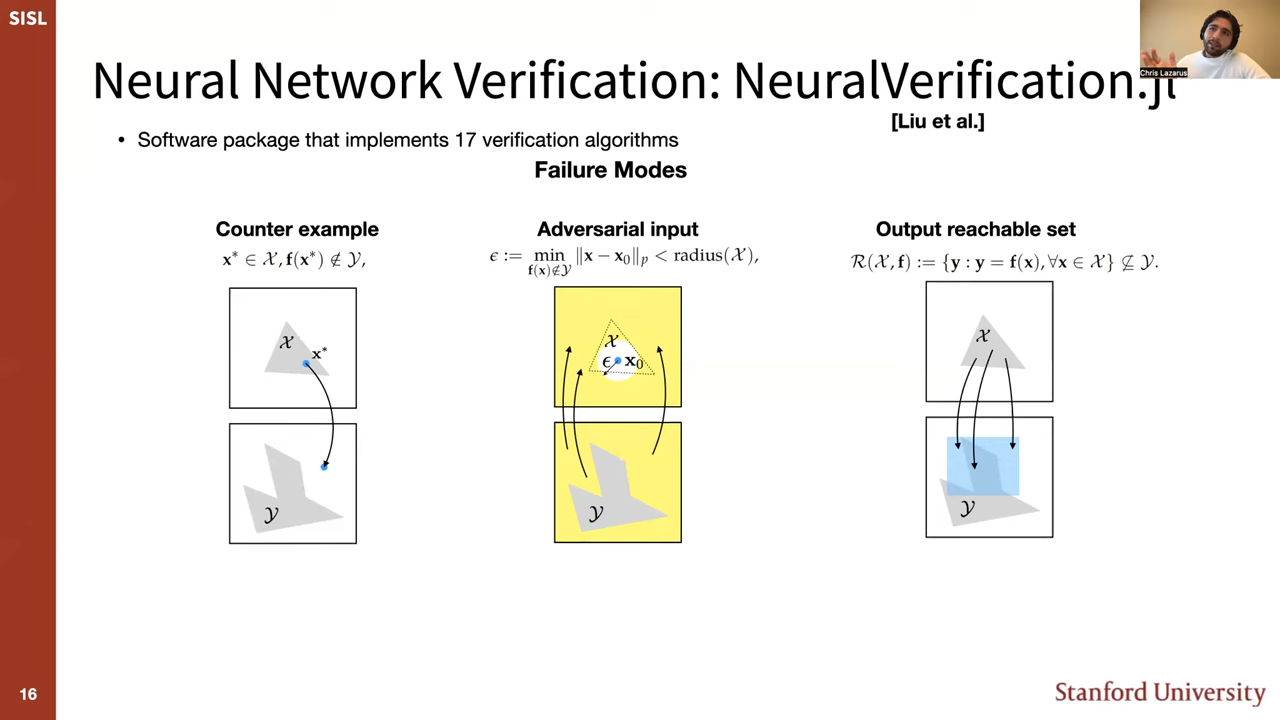 SISL
Chris Lazarus
Neural Network Verification: NeuralVerification.jl
[Liu et al.]
• Software package that implements 17 verification algorithms
Failure Modes
Counter example
x* ∈ 𝒳, f(x*) ∉ 𝒴,
𝒳
x*
𝒴
Adversarial input
ϵ := min_{f(x)∉𝒴} ‖x − x₀‖ₚ < radius(𝒳),
𝒳
ϵ x₀
𝒴
Output reachable set
ℛ(𝒳, f) := {y : y = f(x), ∀x ∈ 𝒳} ⊈ 𝒴.
𝒳
𝒴
16
Stanford University